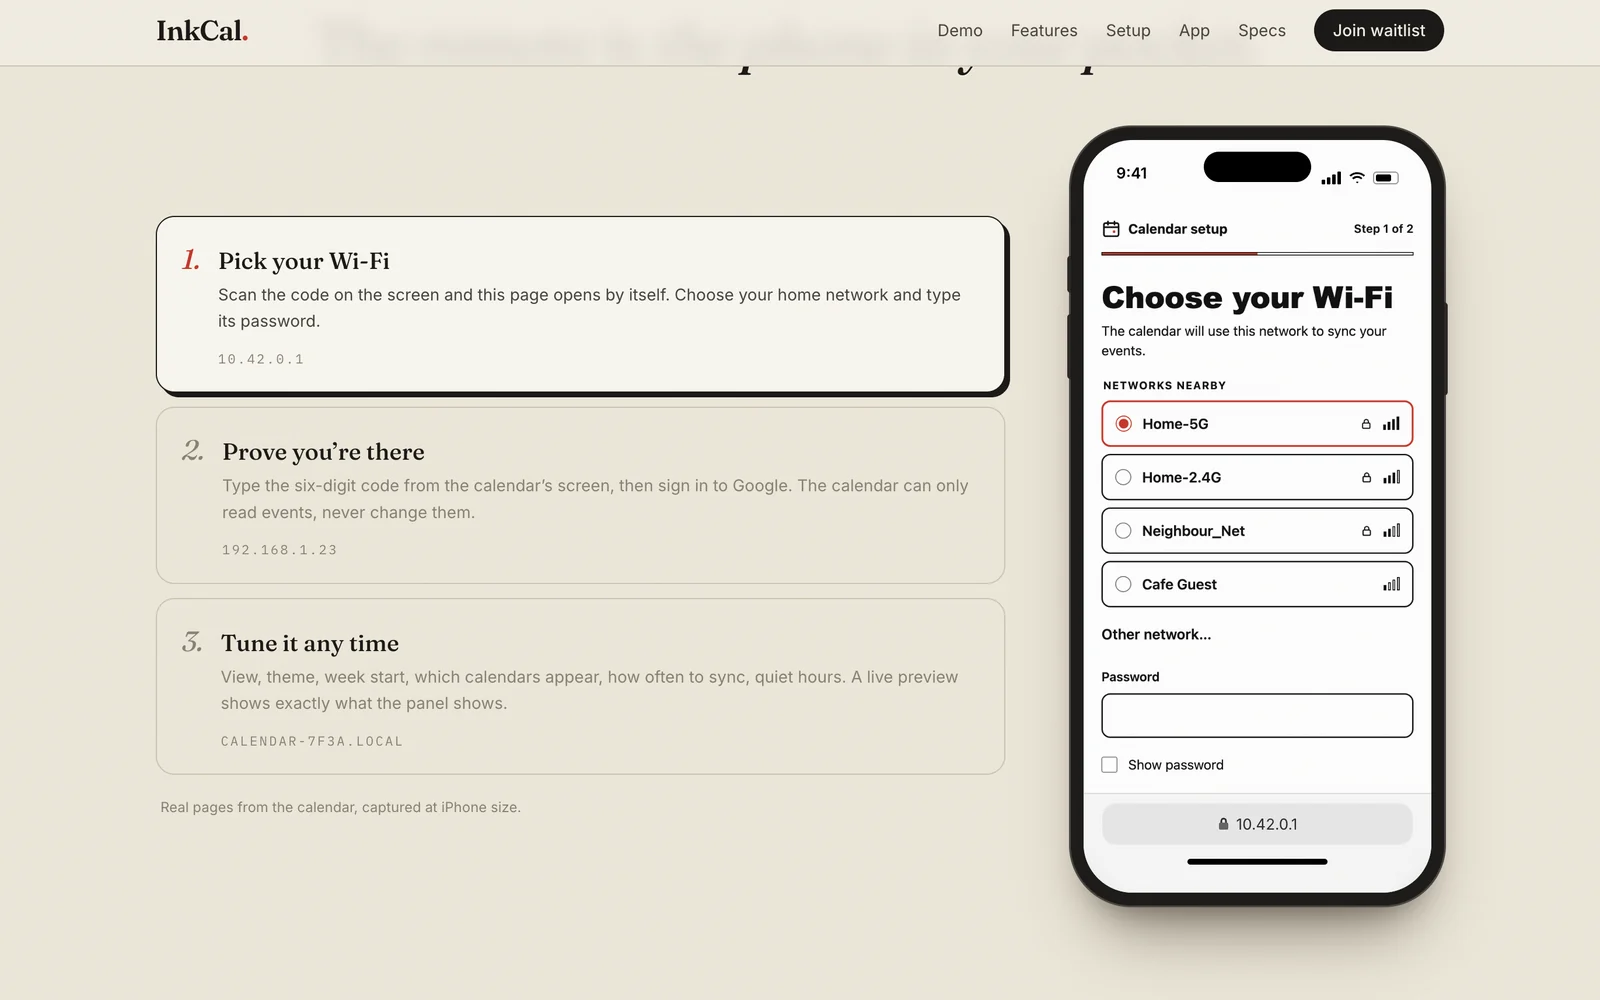 InkCal.
Demo
Features
Setup
App
Specs
Join waitlist
1. Pick your Wi-Fi
Scan the code on the screen and this page opens by itself. Choose your home network and type
its password.
10.42.0.1
2. Prove you’re there
Type the six-digit code from the calendar’s screen, then sign in to Google. The calendar can only
read events, never change them.
192.168.1.23
3. Tune it any time
View, theme, week start, which calendars appear, how often to sync, quiet hours. A live preview
shows exactly what the panel shows.
CALENDAR-7F3A.LOCAL
Real pages from the calendar, captured at iPhone size.
9:41
Calendar setup
Step 1 of 2
Choose your Wi-Fi
The calendar will use this network to sync your
events.
NETWORKS NEARBY
Home-5G
Home-2.4G
Neighbour_Net
Cafe Guest
Other network...
Password
Show password
10.42.0.1